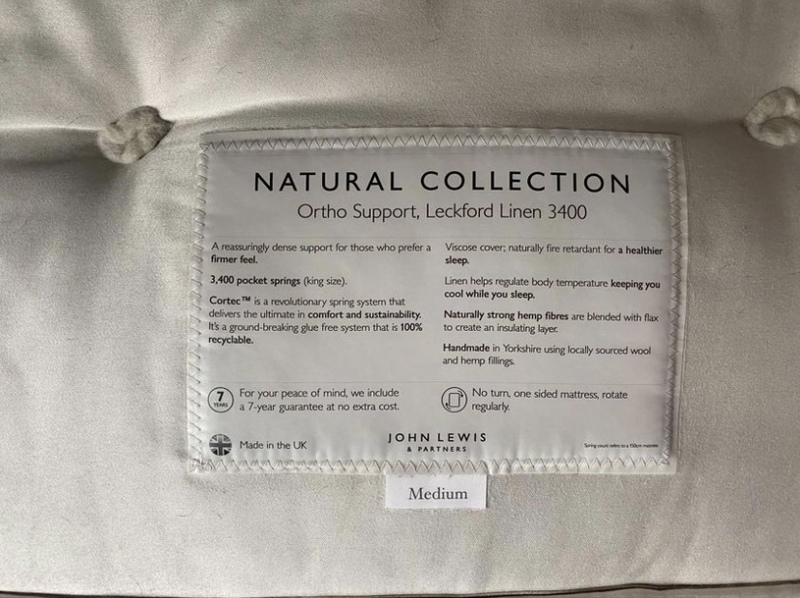 NATURAL COLLECTION
Ortho Support, Leckford Linen 3400
A reassuringly dense support for those who prefer a
firmer feel.
3,400 pocket springs (king size).
Cortec™ is a revolutionary spring system that
delivers the ultimate in comfort and sustainability.
It's a ground-breaking glue free system that is 100%
recyclable.
Viscose cover; naturally fire retardant for a healthier
sleep.
Linen helps regulate body temperature keeping you
cool while you sleep.
Naturally strong hemp fibres are blended with flax
to create an insulating layer.
Handmade in Yorkshire using locally sourced wool
and hemp fillings.
7
YEARS
For your peace of mind, we include
a 7-year guarantee at no extra cost.
No turn, one sided mattress, rotate
regularly.
Made in the UK
JOHN LEWIS
& PARTNERS
Spring count refers to a 150cm mattress
Medium